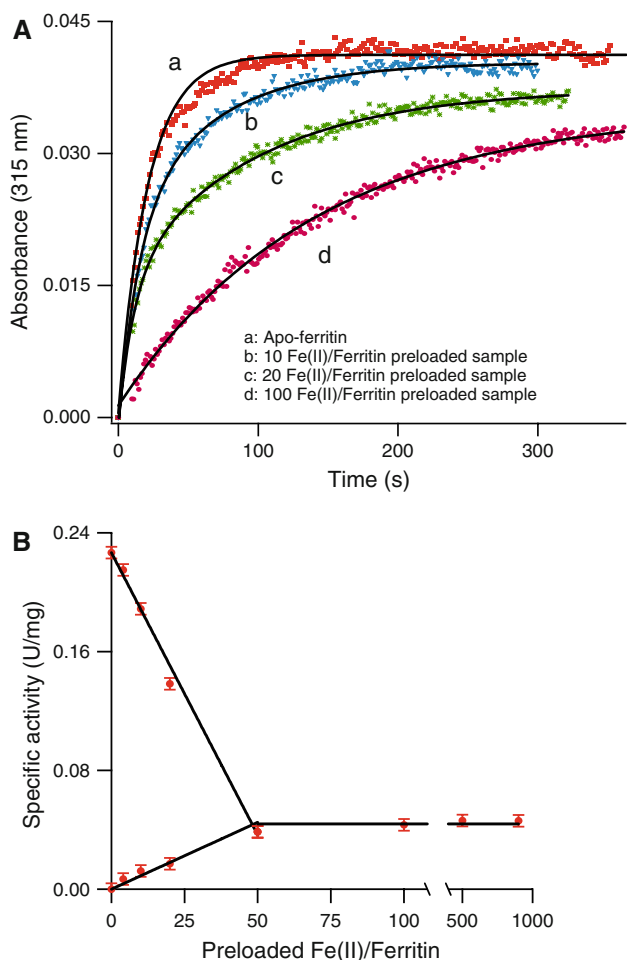 A
0.045
0.030
0.015
0.000
Absorbance (315 nm)
a
b
c
d
a: Apo-ferritin
b: 10 Fe(II)/Ferritin preloaded sample
c: 20 Fe(II)/Ferritin preloaded sample
d: 100 Fe(II)/Ferritin preloaded sample
0 100 200 300
Time (s)
B
0.24
0.16
0.08
0.00
Specific activity (U/mg)
0 25 50 75 100 500 1000
Preloaded Fe(II)/Ferritin